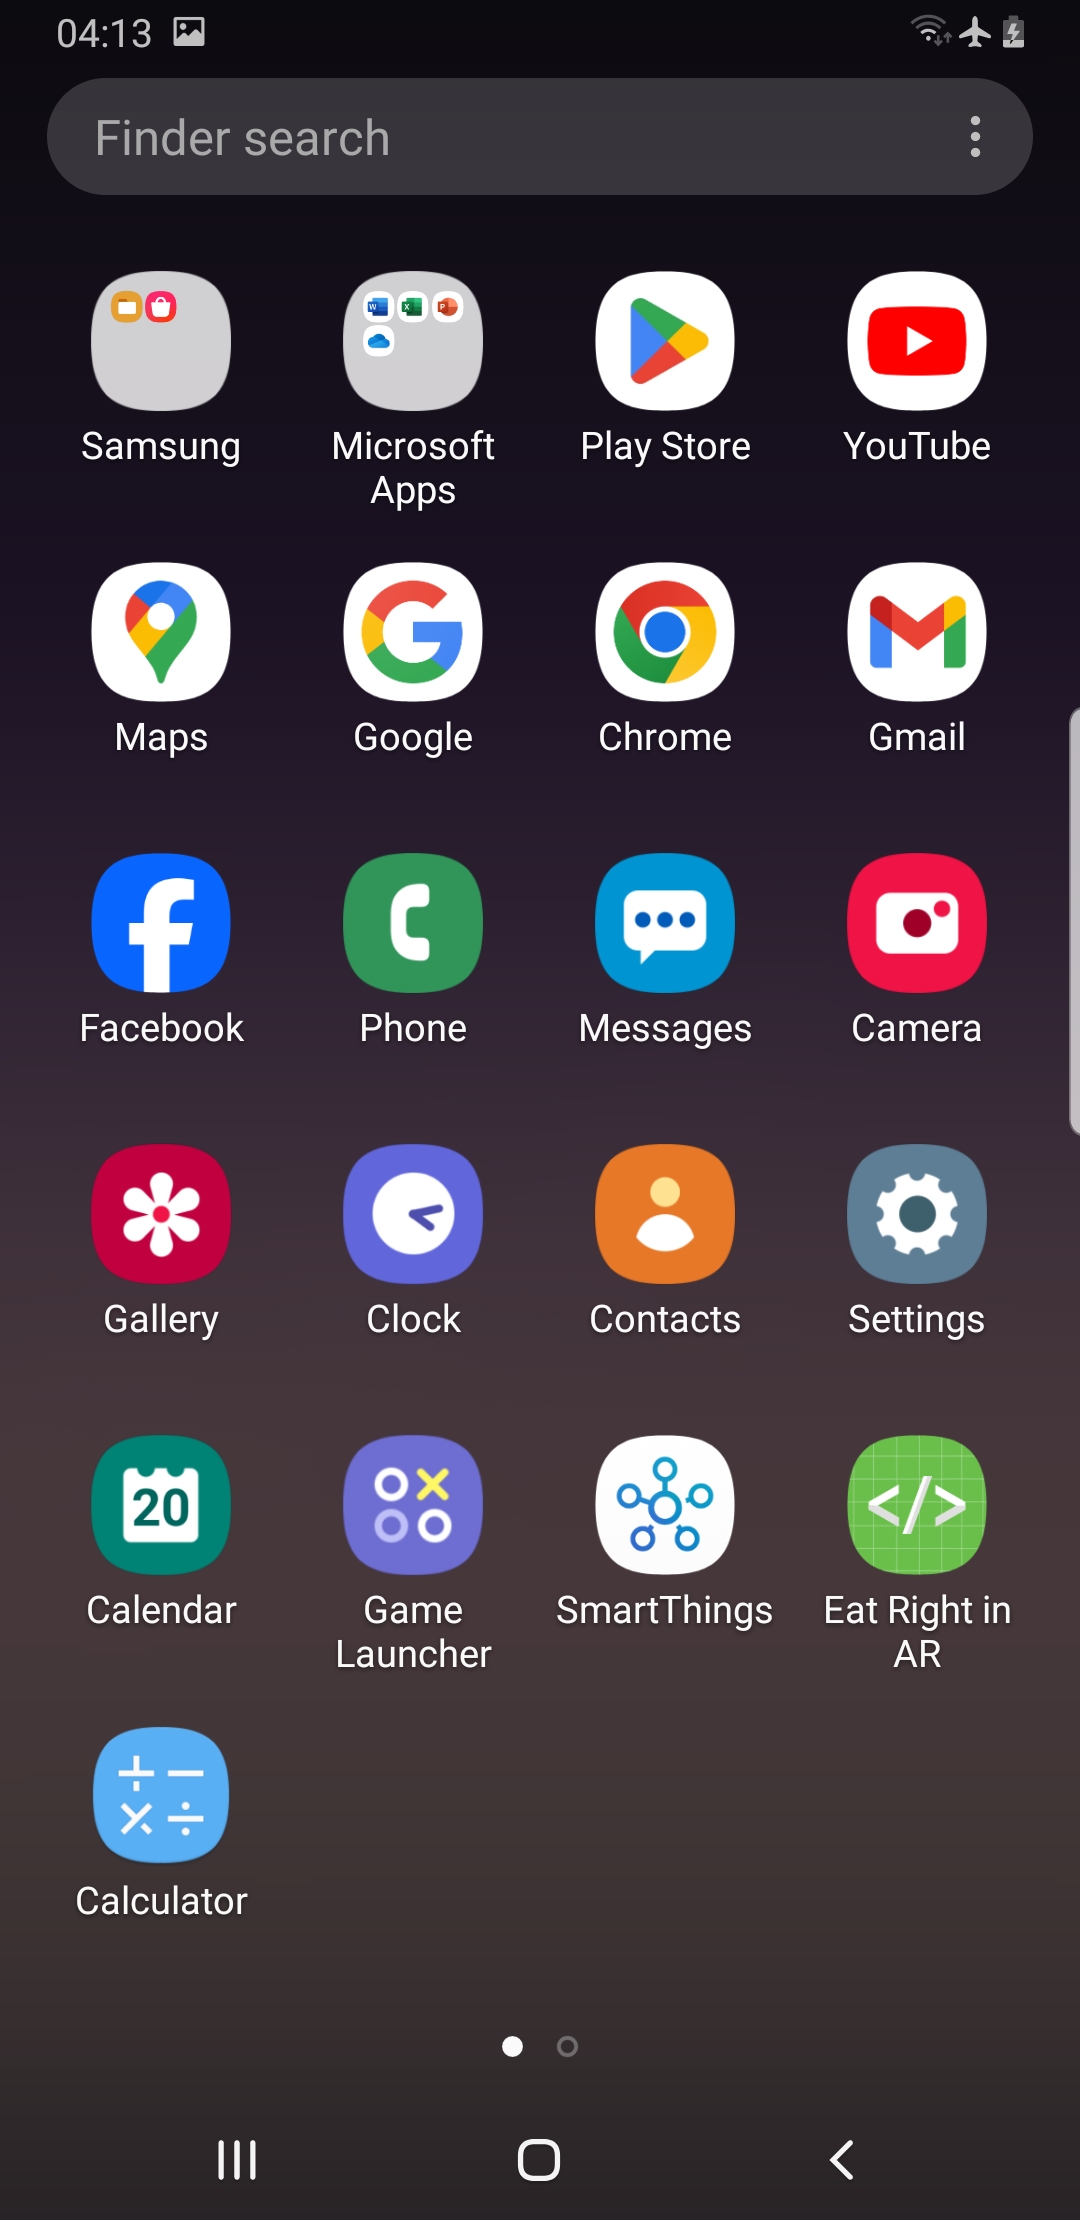 04:13
Finder search
Samsung
Microsoft Apps
Play Store
YouTube
Maps
Google
Chrome
Gmail
Facebook
Phone
Messages
Camera
Gallery
Clock
Contacts
Settings
20
Calendar
Game Launcher
SmartThings
</>
Eat Right in AR
Calculator